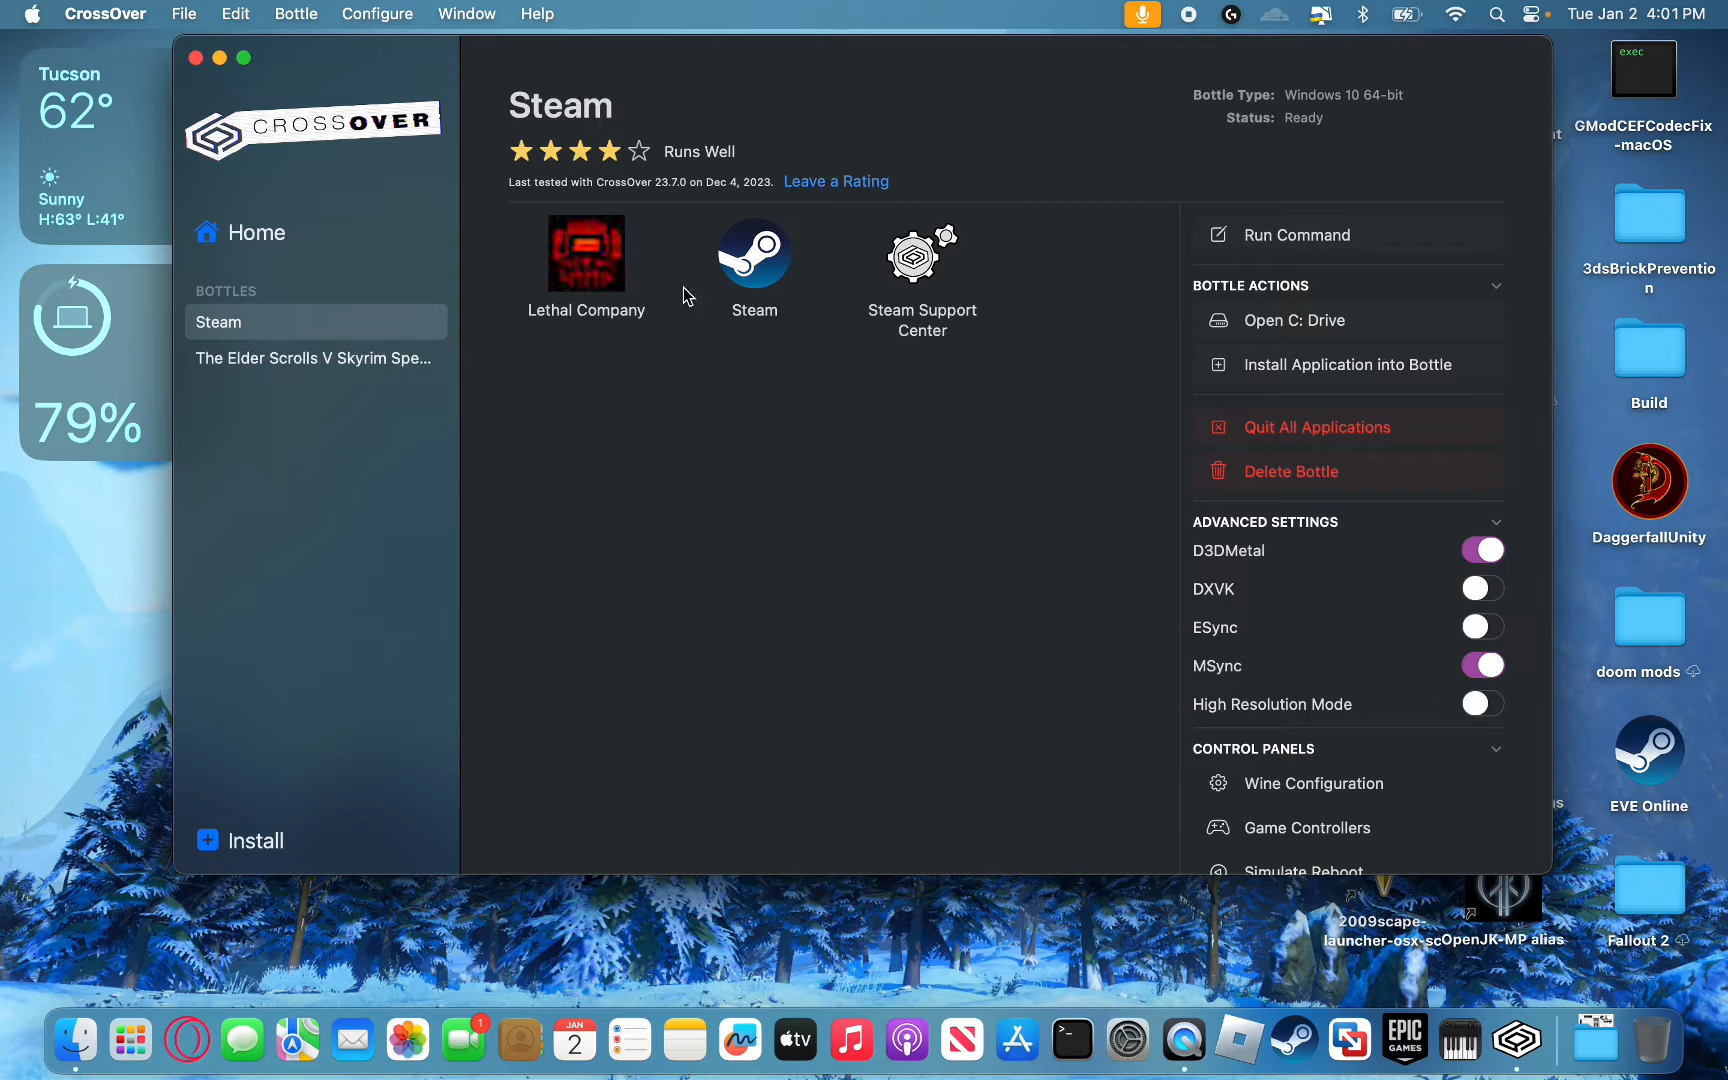 CrossOver File Edit Bottle Configure Window Help
Tue Jan 2 4:01 PM
Tucson
62°
Sunny
H:63° L:41°
79%
CROSSOVER
Home
BOTTLES
Steam
The Elder Scrolls V Skyrim Spe...
Install
Steam
Runs Well
Last tested with CrossOver 23.7.0 on Dec 4, 2023. Leave a Rating
Bottle Type: Windows 10 64-bit
Status: Ready
Lethal Company
Steam
Steam Support
Center
Run Command
BOTTLE ACTIONS
Open C: Drive
Install Application into Bottle
Quit All Applications
Delete Bottle
ADVANCED SETTINGS
D3DMetal
DXVK
ESync
MSync
High Resolution Mode
CONTROL PANELS
Wine Configuration
Game Controllers
Simulate Reboot
exec
GModCEFCodecFix
-macOS
3dsBrickPreventio
n
Build
DaggerfallUnity
doom mods
EVE Online
Fallout 2
2009scape-
launcher-osx-sc
OpenJK-MP alias
1
JAN
2
tv
EPIC
GAMES